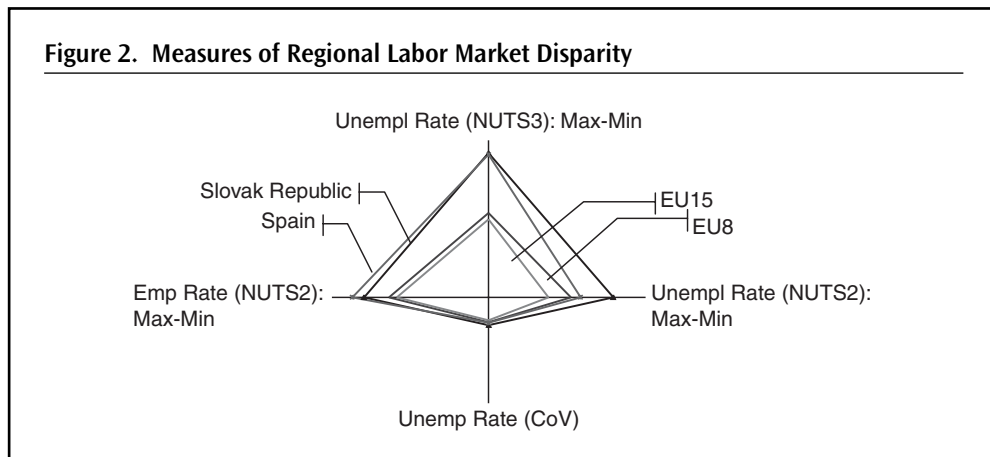 Figure 2. Measures of Regional Labor Market Disparity
Unempl Rate (NUTS3): Max-Min
Slovak Republic
Spain
EU15
EU8
Emp Rate (NUTS2):
Max-Min
Unempl Rate (NUTS2):
Max-Min
Unemp Rate (CoV)